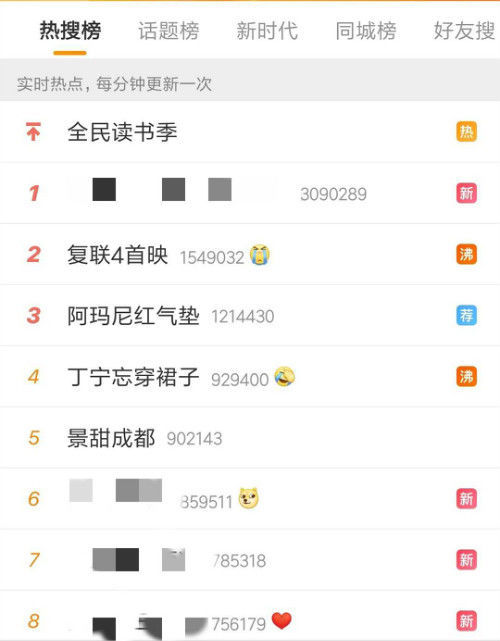 热搜榜 话题榜 新时代 同城榜 好友搜
实时热点，每分钟更新一次
全民读书季 热
1 3090289 新
2 复联4首映 1549032 沸
3 阿玛尼红气垫 1214430 荐
4 丁宁忘穿裙子 929400 沸
5 景甜成都 902143
6 859511 新
7 785318 新
8 756179 新